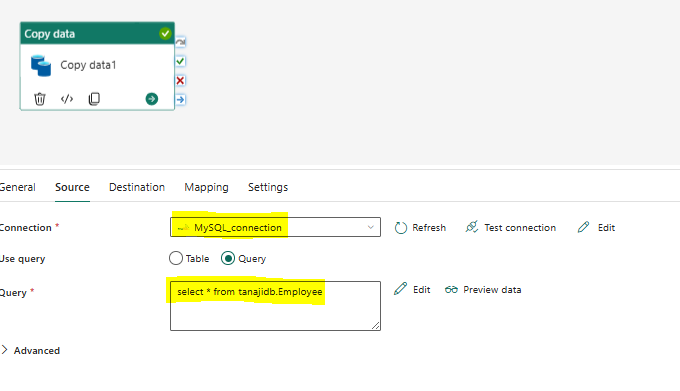 Copy data
Copy data1
General Source Destination Mapping Settings
Connection * MySQL_connection Refresh Test connection Edit
Use query Table Query
Query * select * from tanajidb.Employee Edit Preview data
Advanced